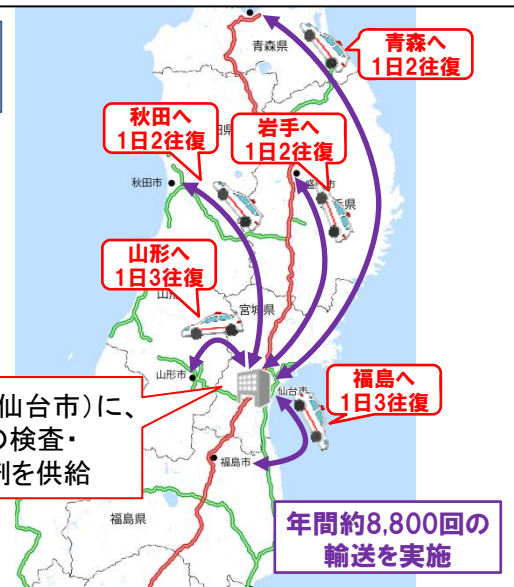 青森県
青森へ
1日2往復
秋田へ
1日2往復
岩手へ
1日2往復
秋田市
山形へ
1日3往復
宮城県
山形市
仙台市
福島へ
1日3往復
仙台市)に、
の検査・
剤を供給
福島市
福島県
年間約8,800回の
輸送を実施